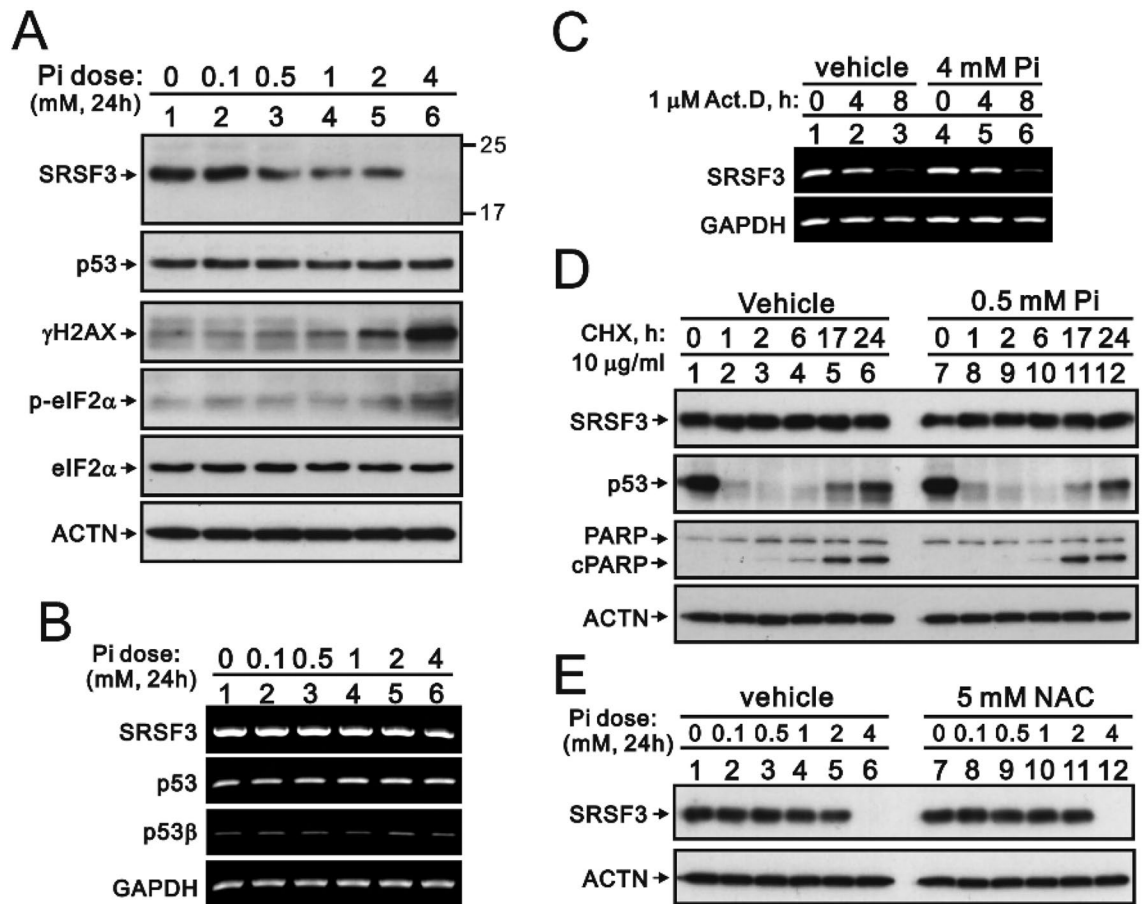 A
Pi dose: 0 0.1 0.5 1 2 4
(mM, 24h) 1 2 3 4 5 6
SRSF3
25
17
p53
γH2AX
p-eIF2α
eIF2α
ACTN
B
Pi dose: 0 0.1 0.5 1 2 4
(mM, 24h) 1 2 3 4 5 6
SRSF3
p53
p53β
GAPDH
C
vehicle 4 mM Pi
1 μM Act.D, h: 0 4 8 0 4 8
1 2 3 4 5 6
SRSF3
GAPDH
D
Vehicle 0.5 mM Pi
CHX, h: 0 1 2 6 17 24 0 1 2 6 17 24
10 μg/ml 1 2 3 4 5 6 7 8 9 10 11 12
SRSF3
p53
PARP
cPARP
ACTN
E
vehicle 5 mM NAC
Pi dose: 0 0.1 0.5 1 2 4 0 0.1 0.5 1 2 4
(mM, 24h) 1 2 3 4 5 6 7 8 9 10 11 12
SRSF3
ACTN